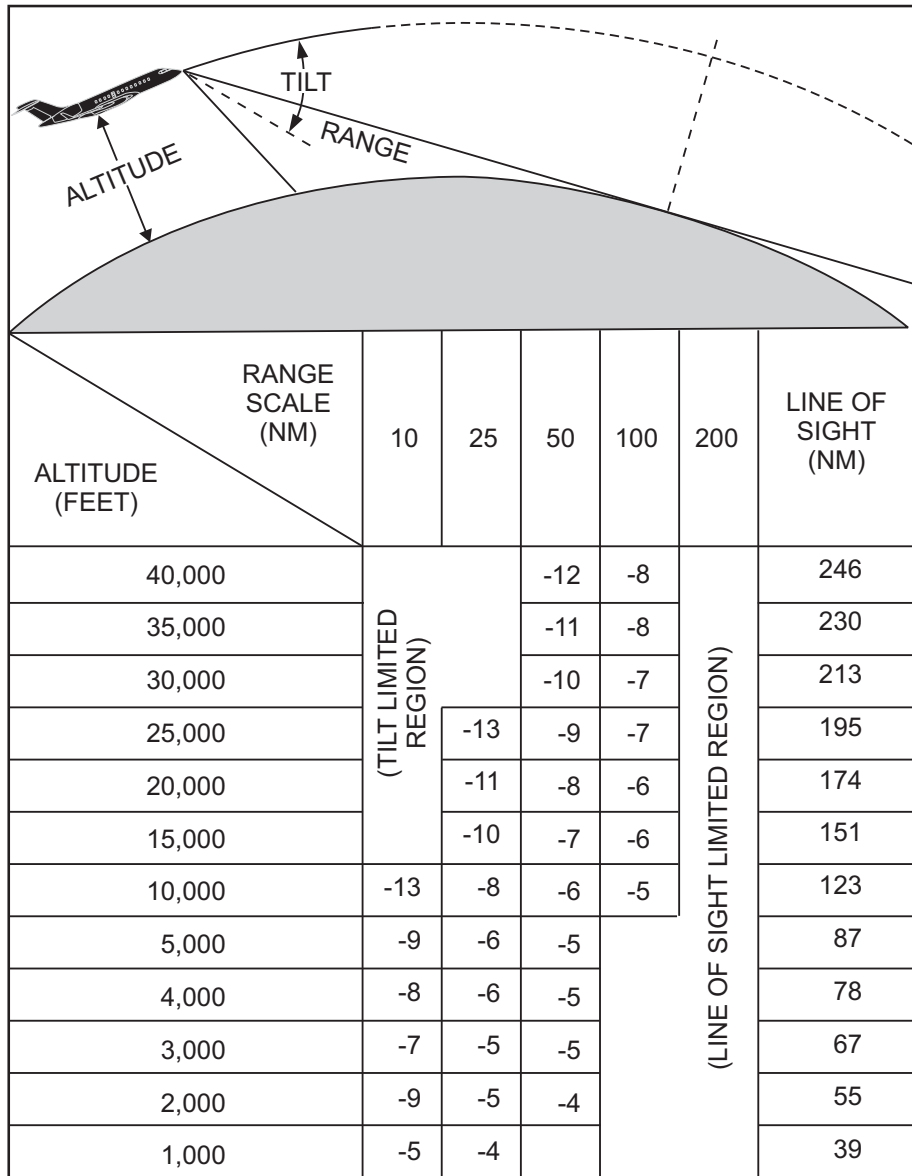 TILT
RANGE
ALTITUDE
RANGE
SCALE
(NM)
ALTITUDE
(FEET)
10 25 50 100 200
LINE OF
SIGHT
(NM)
(TILT LIMITED
REGION)
(LINE OF SIGHT LIMITED REGION)
40,000 -12 -8 246
35,000 -11 -8 230
30,000 -10 -7 213
25,000 -13 -9 -7 195
20,000 -11 -8 -6 174
15,000 -10 -7 -6 151
10,000 -13 -8 -6 -5 123
5,000 -9 -6 -5 87
4,000 -8 -6 -5 78
3,000 -7 -5 -5 67
2,000 -9 -5 -4 55
1,000 -5 -4 39